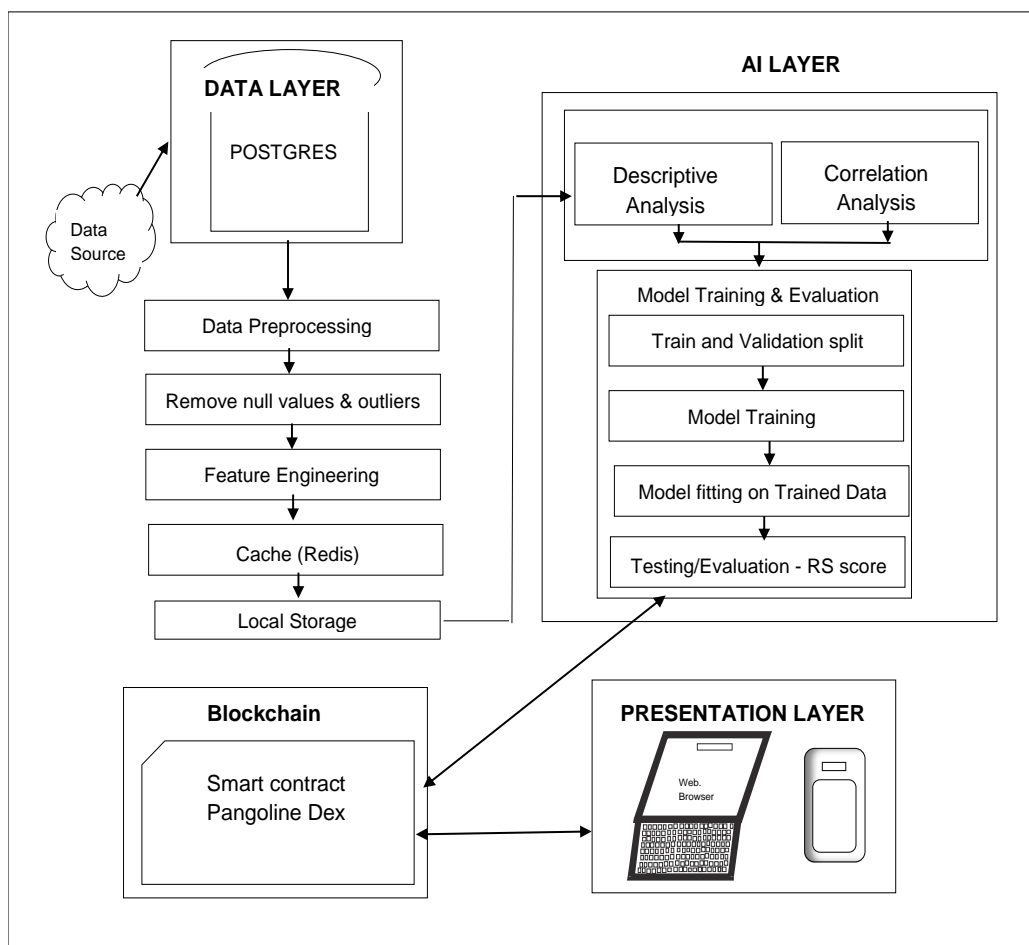 DATA LAYER
POSTGRES
Data
Source
Data Preprocessing
Remove null values & outliers
Feature Engineering
Cache (Redis)
Local Storage
AI LAYER
Descriptive
Analysis
Correlation
Analysis
Model Training & Evaluation
Train and Validation split
Model Training
Model fitting on Trained Data
Testing/Evaluation - RS score
Blockchain
Smart contract
Pangoline Dex
PRESENTATION LAYER
Web.
Browser